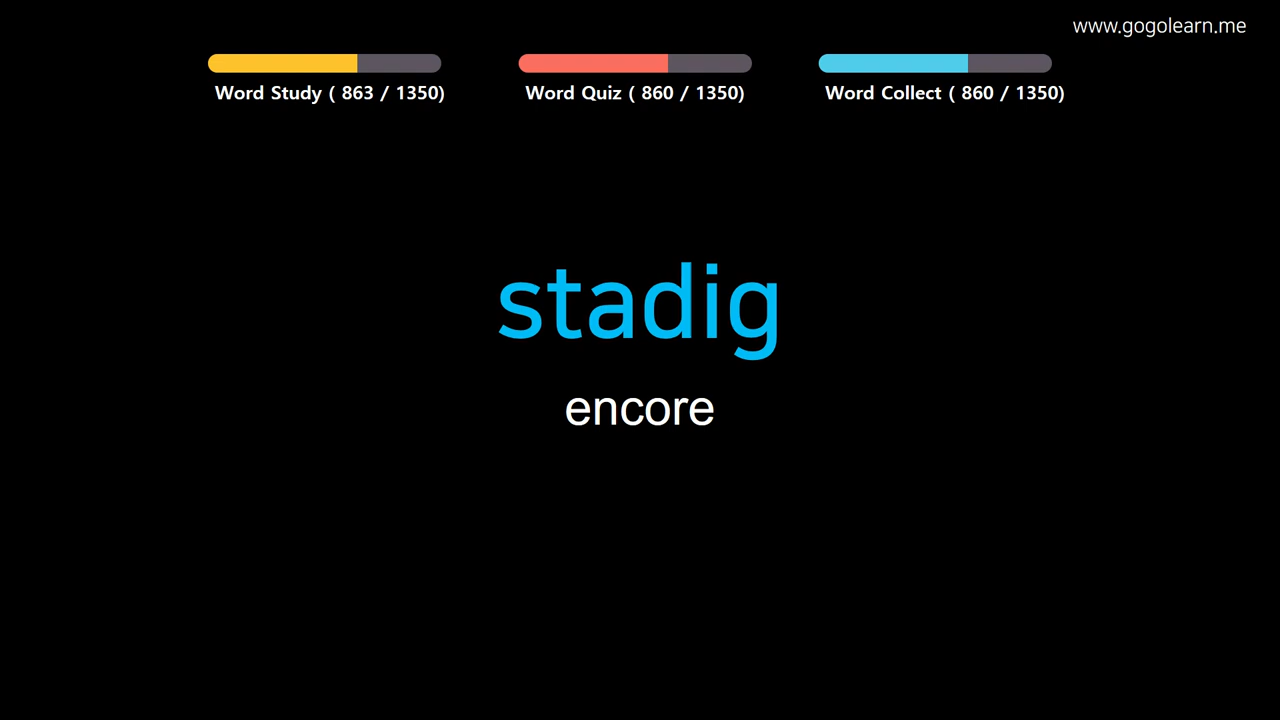 www.gogolearn.me
Word Study ( 863 / 1350)
Word Quiz ( 860 / 1350)
Word Collect ( 860 / 1350)
stadig
encore